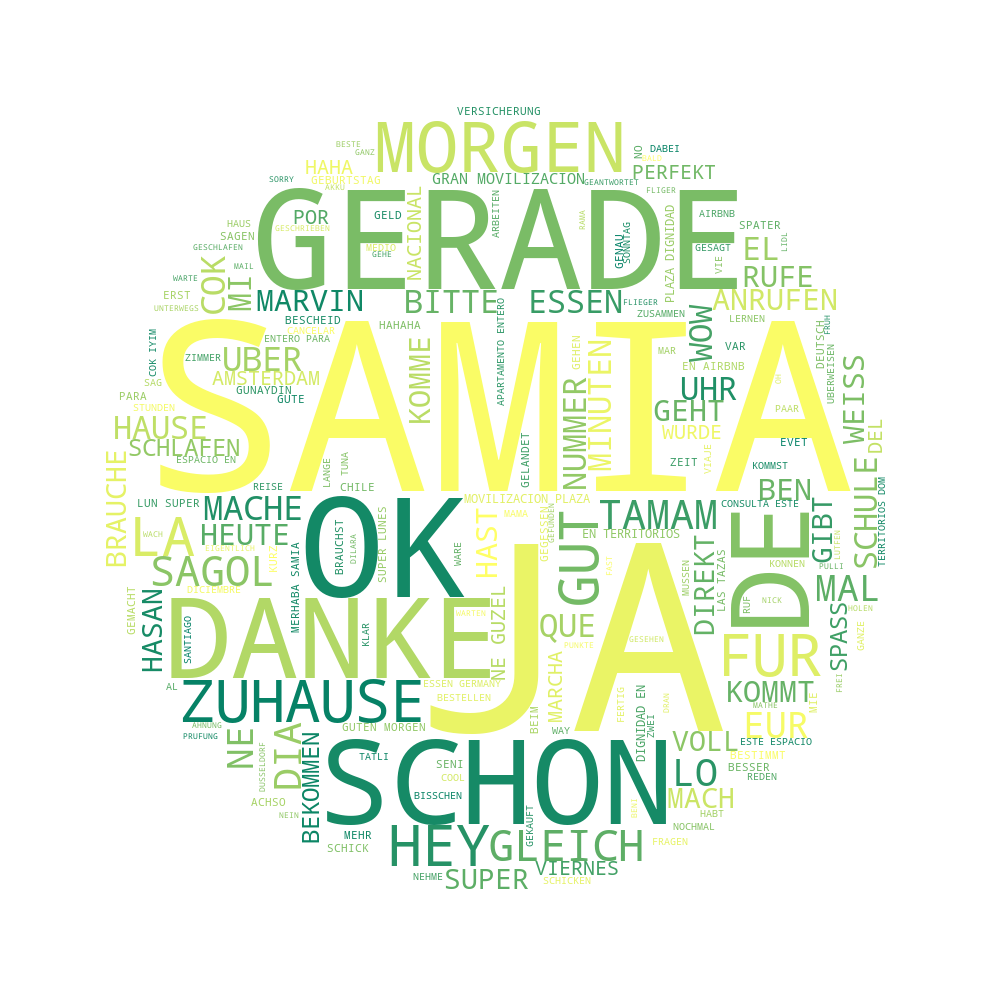 VERSICHERUNG
MORGEN
BESTE
GANZ
DABEI
NO
HAHA
GEBURTSTAG
AKKU
SORRY
GRAN MOVILIZACION
GEANTWORTET
PERFEKT
FLIGER
GERADE
POR
GELD
HAUS
SAGEN
GESCHLAFEN
GESCHRIEBEN
MEDIO
GEHE
NACIONAL
ARBEITEN
RAMA
GENAU
SONNTAG
PLAZA DIGNIDAD
AIRBNB
GESAGT
VIE
SPATER
EL
LIDL
MAIL
WARTE
UNTERWEGS
ERST
COK
MI
MARVIN
BITTE
ESSEN
FLIEGER
RUFE
ANRUFEN
ZUSAMMEN
LERNEN
BESCHEID
CANCELAR
HAHAHA
ENTERO PARA
APARTAMENTO ENTERO
GEHEN
WOW
VAR
DEUTSCH
FRUH
COK IYIM
ZIMMER
UBER
KOMME
SAMIA
MINUTEN
MAR
EN AIRBNB
SAG
AMSTERDAM
GUNAYDIN
GUTE
NUMMER
UHR
UBERWEISEN
WEISS
PARA
STUNDEN
GEHT
PAAR
HAUSE
SCHLAFEN
WURDE
EVET
DEL
ESPACIO EN
BRAUCHE
LANGE
TUNA
GELANDET
ZEIT
VIAJE
KOMMST
SCHULE
REISE
CHILE
BEN
LUN SUPER
MACHE
OK
MOVILIZACION PLAZA
HAST
MAMA
GEGESSEN
GEFUNDEN
GUT
TAMAM
CONSULTA ESTE
GIBT
TERRITORIOS DOM
LA
HEUTE
WACH
EIGENTLICH
KURZ
BRAUCHST
DILARA
SUPER LUNES
WARE
EN TERRITORIOS
DIREKT
DE
LUTFEN
PULLI
SAGOL
MERHABA SAMIA
JA
MUSSEN
LAS TAZAS
KONNEN
MAL
DICIEMBRE
GEMACHT
DANKE
WARTEN
NE GUZEL
QUE
RUF
NICK
HOLEN
HASAN
SANTIAGO
KLAR
PUNKTE
GESEHEN
FUR
SPASS
GANZE
AL
ZUHAUSE
ESSEN GERMANY
BESTELLEN
MARCHA
FERTIG
DIGNIDAD EN
ZWEI
DRAN
KOMMT
FREI
MATHE
MIE
AHNUNG
PRUFUNG
NE
DIA
GUTEN MORGEN
BEIM
WAY
EUR
ESTE ESPACIO
DUSSELDORF
BEKOMMEN
SCHON
TATLI
SENI
COOL
VOLL
LO
BESTIMMT
BESSER
REDEN
ACHSO
NEIN
BISSCHEN
BENI
MACH
HABT
MEHR
SCHICK
HEY
GLEICH
GEKAUFT
NOCHMAL
FRAGEN
NEHME
SUPER
VIERNES
SCHICKEN